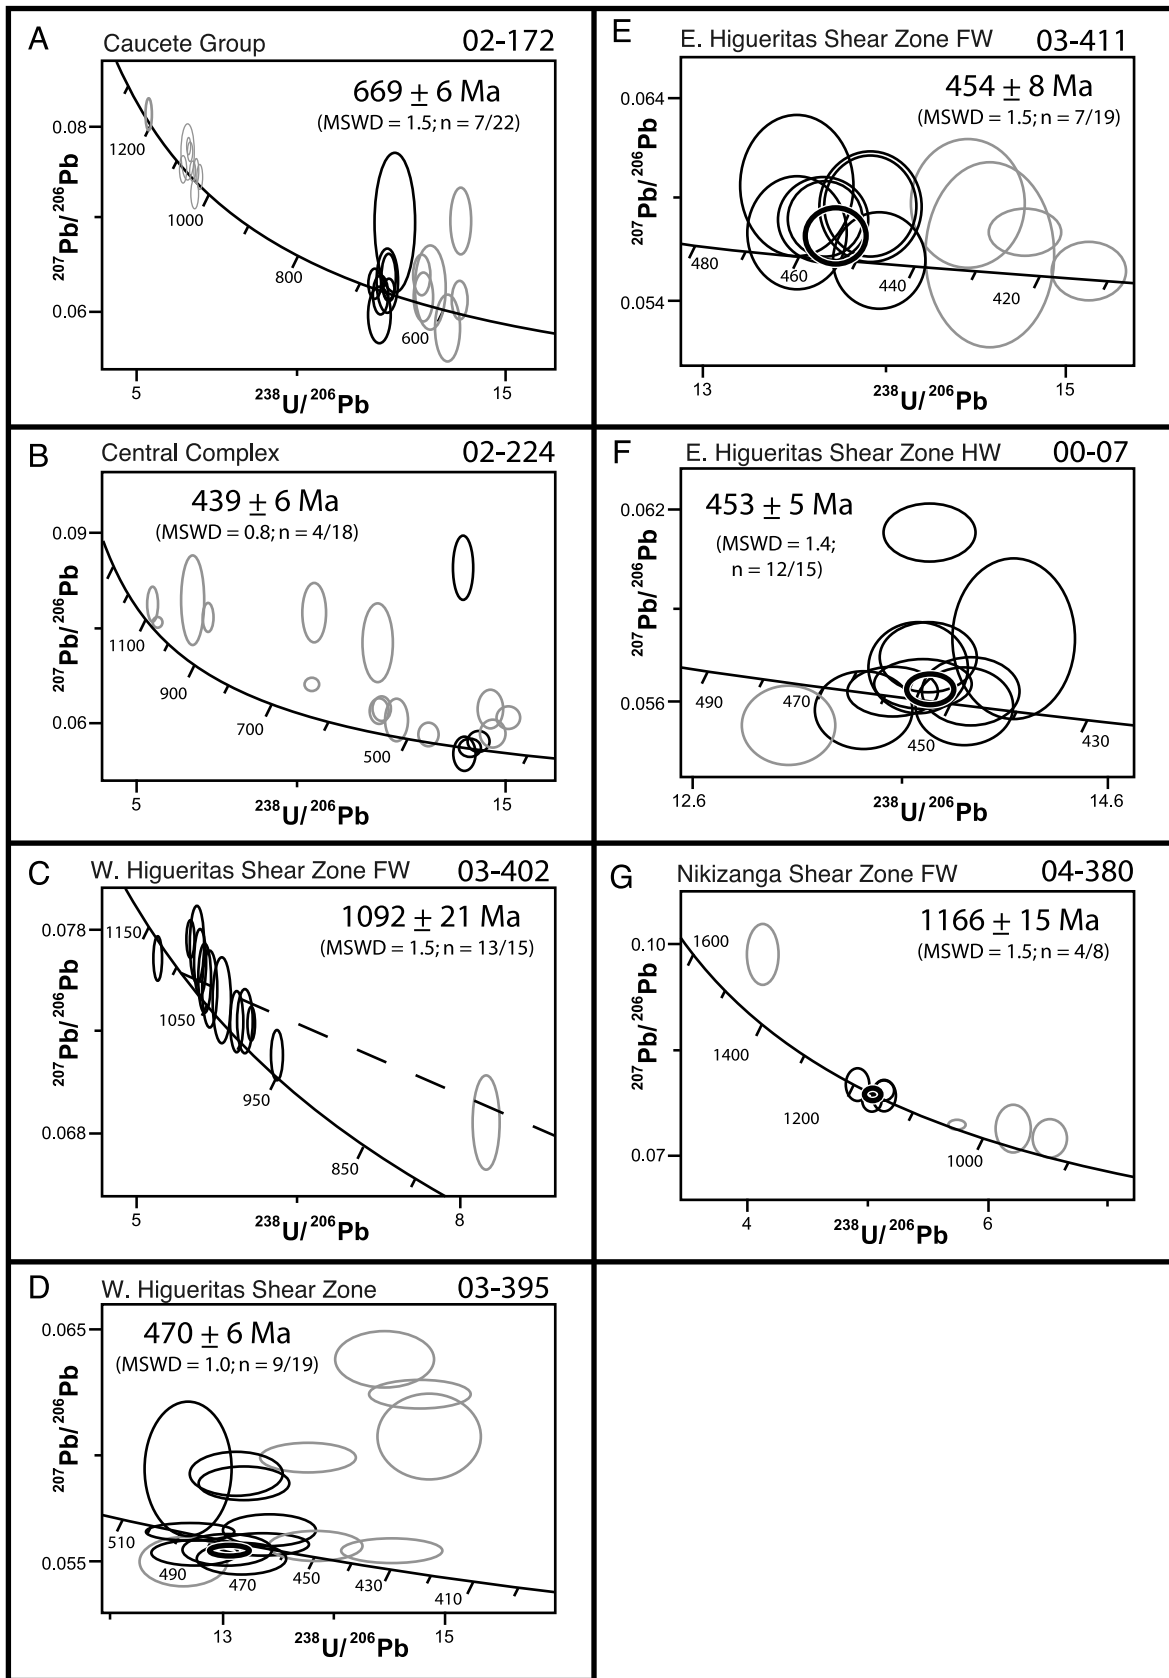 A Caucete Group 02-172
669 ± 6 Ma
(MSWD = 1.5; n = 7/22)
207Pb/206Pb
0.08
0.06
1200
1000
800
600
5 15
238U/206Pb
B Central Complex 02-224
439 ± 6 Ma
(MSWD = 0.8; n = 4/18)
207Pb/206Pb
0.09
0.06
1100
900
700
500
5 15
238U/206Pb
C W. Higueritas Shear Zone FW 03-402
1092 ± 21 Ma
(MSWD = 1.5; n = 13/15)
207Pb/206Pb
0.078
0.068
1150
1050
950
850
5 8
238U/206Pb
D W. Higueritas Shear Zone 03-395
470 ± 6 Ma
(MSWD = 1.0; n = 9/19)
207Pb/206Pb
0.065
0.055
510
490
470
450
430
410
13 15
238U/206Pb
E E. Higueritas Shear Zone FW 03-411
454 ± 8 Ma
(MSWD = 1.5; n = 7/19)
207Pb/206Pb
0.064
0.054
480
460
440
420
13 15
238U/206Pb
F E. Higueritas Shear Zone HW 00-07
453 ± 5 Ma
(MSWD = 1.4;
n = 12/15)
207Pb/206Pb
0.062
0.056
490
470
450
430
12.6 14.6
238U/206Pb
G Nikizanga Shear Zone FW 04-380
1166 ± 15 Ma
(MSWD = 1.5; n = 4/8)
207Pb/206Pb
0.10
0.07
1600
1400
1200
1000
4 6
238U/206Pb